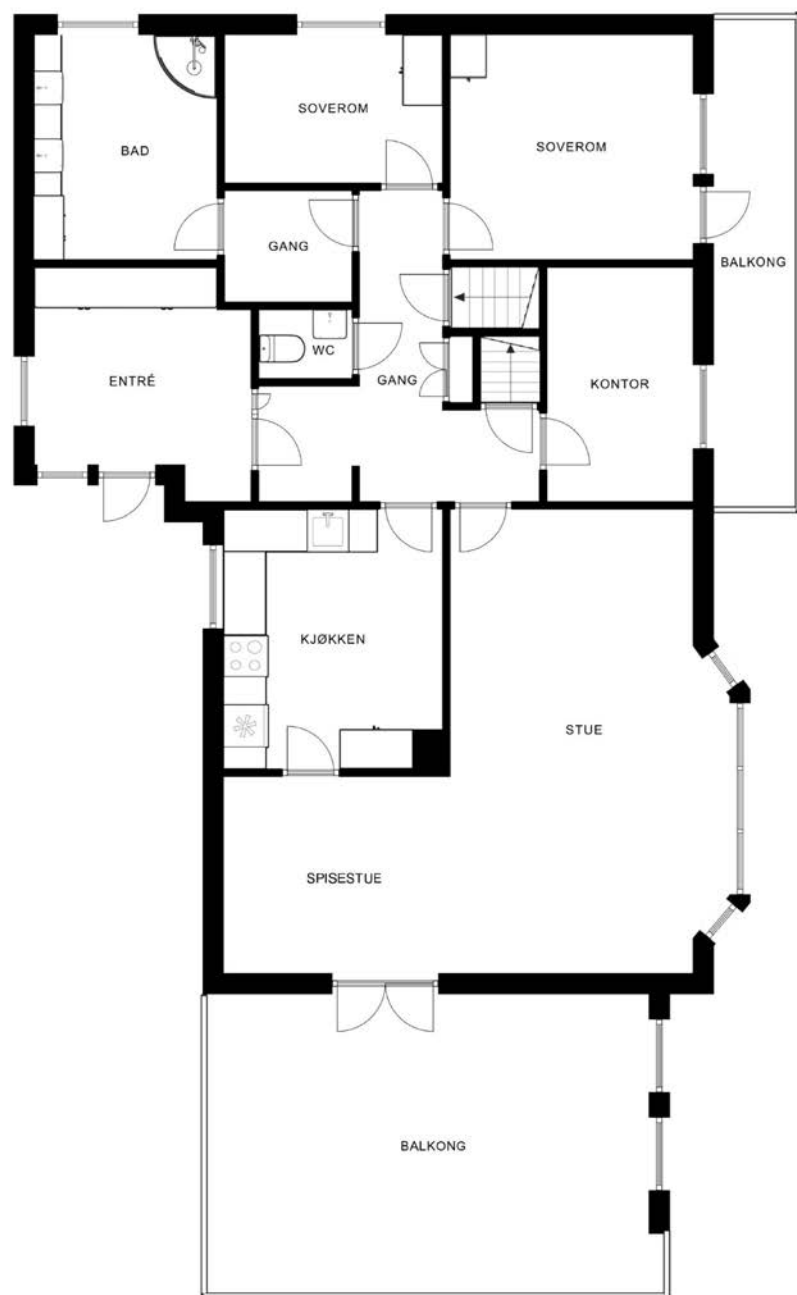 SOVEROM
BAD
SOVEROM
GANG
BALKONG
WC
ENTRÉ
GANG
KONTOR
KJØKKEN
STUE
SPISESTUE
BALKONG